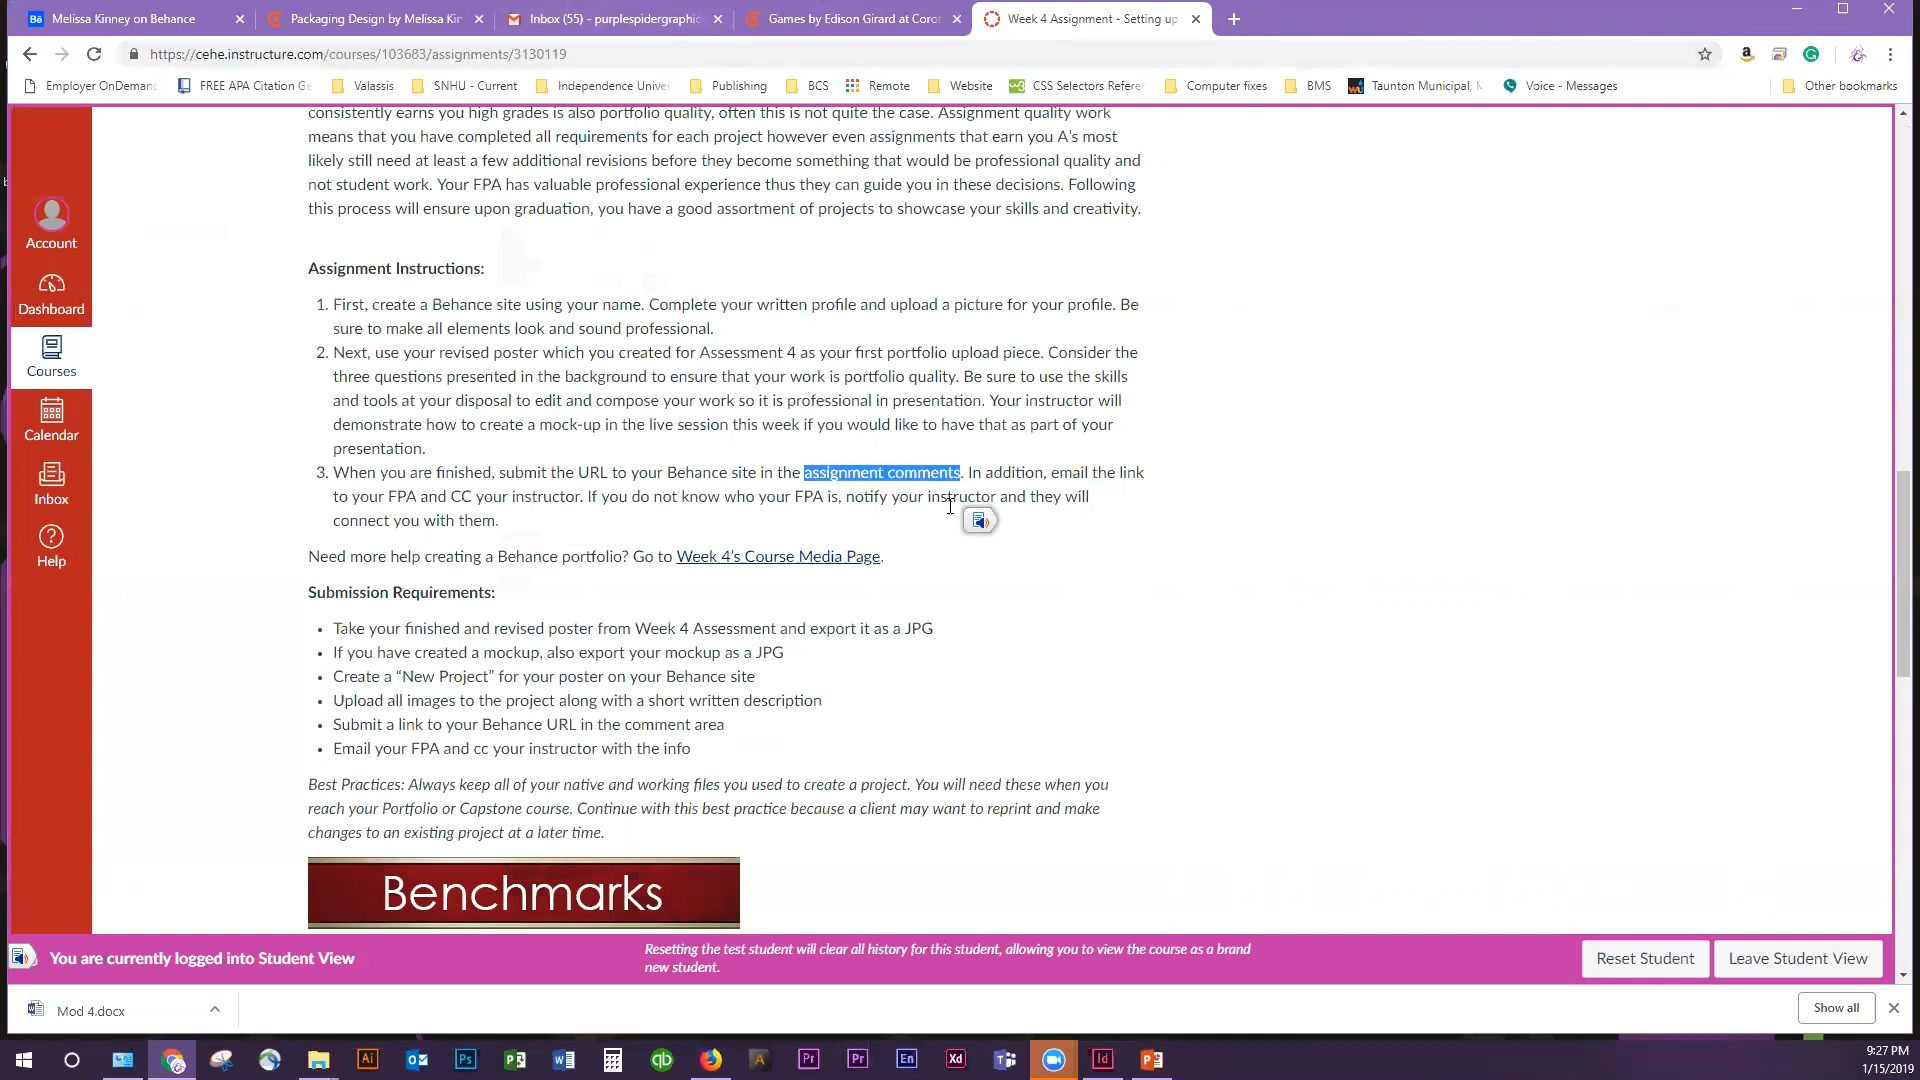 Melissa Kinney on Behance
Packaging Design by Melissa Kin
Inbox (55) - purplespidergraphic
Games by Edison Girard at Coro
Week 4 Assignment - Setting up
https://cehe.instructure.com/courses/103683/assignments/3130119
Employer OnDemand
FREE APA Citation Ge
Valassis
SNHU - Current
Independence Univer
Publishing
BCS
Remote
Website
CSS Selectors Referen
Computer fixes
BMS
Taunton Municipal,
Voice - Messages
Other bookmarks
consistently earns you high grades is also portfolio quality, often this is not quite the case. Assignment quality work
means that you have completed all requirements for each project however even assignments that earn you A's most
likely still need at least a few additional revisions before they become something that would be professional quality and
not student work. Your FPA has valuable professional experience thus they can guide you in these decisions. Following
this process will ensure upon graduation, you have a good assortment of projects to showcase your skills and creativity.
Account
Dashboard
Courses
Calendar
Inbox
Help
Assignment Instructions:
1. First, create a Behance site using your name. Complete your written profile and upload a picture for your profile. Be
sure to make all elements look and sound professional.
2. Next, use your revised poster which you created for Assessment 4 as your first portfolio upload piece. Consider the
three questions presented in the background to ensure that your work is portfolio quality. Be sure to use the skills
and tools at your disposal to edit and compose your work so it is professional in presentation. Your instructor will
demonstrate how to create a mock-up in the live session this week if you would like to have that as part of your
presentation.
3. When you are finished, submit the URL to your Behance site in the assignment comments. In addition, email the link
to your FPA and CC your instructor. If you do not know who your FPA is, notify your instructor and they will
connect you with them.
Need more help creating a Behance portfolio? Go to Week 4's Course Media Page.
Submission Requirements:
• Take your finished and revised poster from Week 4 Assessment and export it as a JPG
• If you have created a mockup, also export your mockup as a JPG
• Create a “New Project” for your poster on your Behance site
• Upload all images to the project along with a short written description
• Submit a link to your Behance URL in the comment area
• Email your FPA and cc your instructor with the info
Best Practices: Always keep all of your native and working files you used to create a project. You will need these when you
reach your Portfolio or Capstone course. Continue with this best practice because a client may want to reprint and make
changes to an existing project at a later time.
Benchmarks
You are currently logged into Student View
Resetting the test student will clear all history for this student, allowing you to view the course as a brand
new student.
Reset Student
Leave Student View
Mod 4.docx
Show all
Ai
Ps
qb
Pr
Pr
En
Xd
Id
9:27 PM
1/15/2019